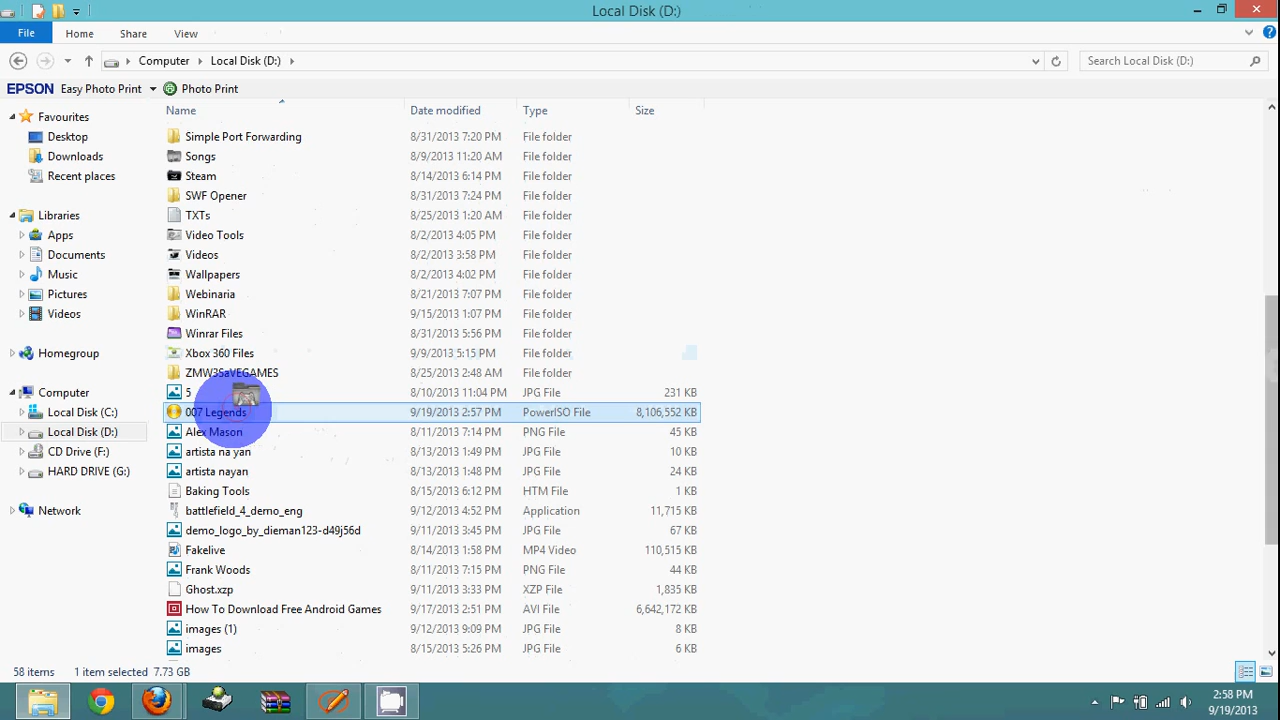 Local Disk (D:)
File Home Share View
Computer Local Disk (D:) Search Local Disk (D:)
EPSON Easy Photo Print Photo Print
Name Date modified Type Size
Favourites
Desktop
Downloads
Recent places
Libraries
Apps
Documents
Music
Pictures
Videos
Homegroup
Computer
Local Disk (C:)
Local Disk (D:)
CD Drive (F:)
HARD DRIVE (G:)
Network
Simple Port Forwarding 8/31/2013 7:20 PM File folder
Songs 8/9/2013 11:20 AM File folder
Steam 8/14/2013 6:14 PM File folder
SWF Opener 8/31/2013 7:24 PM File folder
TXTs 8/25/2013 1:20 AM File folder
Video Tools 8/2/2013 4:05 PM File folder
Videos 8/2/2013 3:58 PM File folder
Wallpapers 8/2/2013 4:02 PM File folder
Webinaria 8/21/2013 7:07 PM File folder
WinRAR 9/15/2013 1:07 PM File folder
Winrar Files 8/31/2013 5:56 PM File folder
Xbox 360 Files 9/9/2013 5:15 PM File folder
ZMW3SaVEGAMES 8/25/2013 2:48 AM File folder
5 8/10/2013 11:04 PM JPG File 231 KB
007 Legends 9/19/2013 2:57 PM PowerISO File 8,106,552 KB
Alex Mason 8/11/2013 7:14 PM PNG File 45 KB
artista na yan 8/13/2013 1:49 PM JPG File 10 KB
artista nayan 8/13/2013 1:48 PM JPG File 24 KB
Baking Tools 8/15/2013 6:12 PM HTM File 1 KB
battlefield_4_demo_eng 9/12/2013 4:52 PM Application 11,715 KB
demo_logo_by_dieman123-d49j56d 9/11/2013 3:45 PM JPG File 67 KB
Fakelive 8/14/2013 1:58 PM MP4 Video 110,515 KB
Frank Woods 8/11/2013 7:15 PM PNG File 44 KB
Ghost.xzp 9/11/2013 3:33 PM XZP File 1,835 KB
How To Download Free Android Games 9/17/2013 2:51 PM AVI File 6,642,172 KB
images (1) 9/12/2013 9:09 PM JPG File 8 KB
images 8/15/2013 5:26 PM JPG File 6 KB
58 items 1 item selected 7.73 GB
2:58 PM
9/19/2013